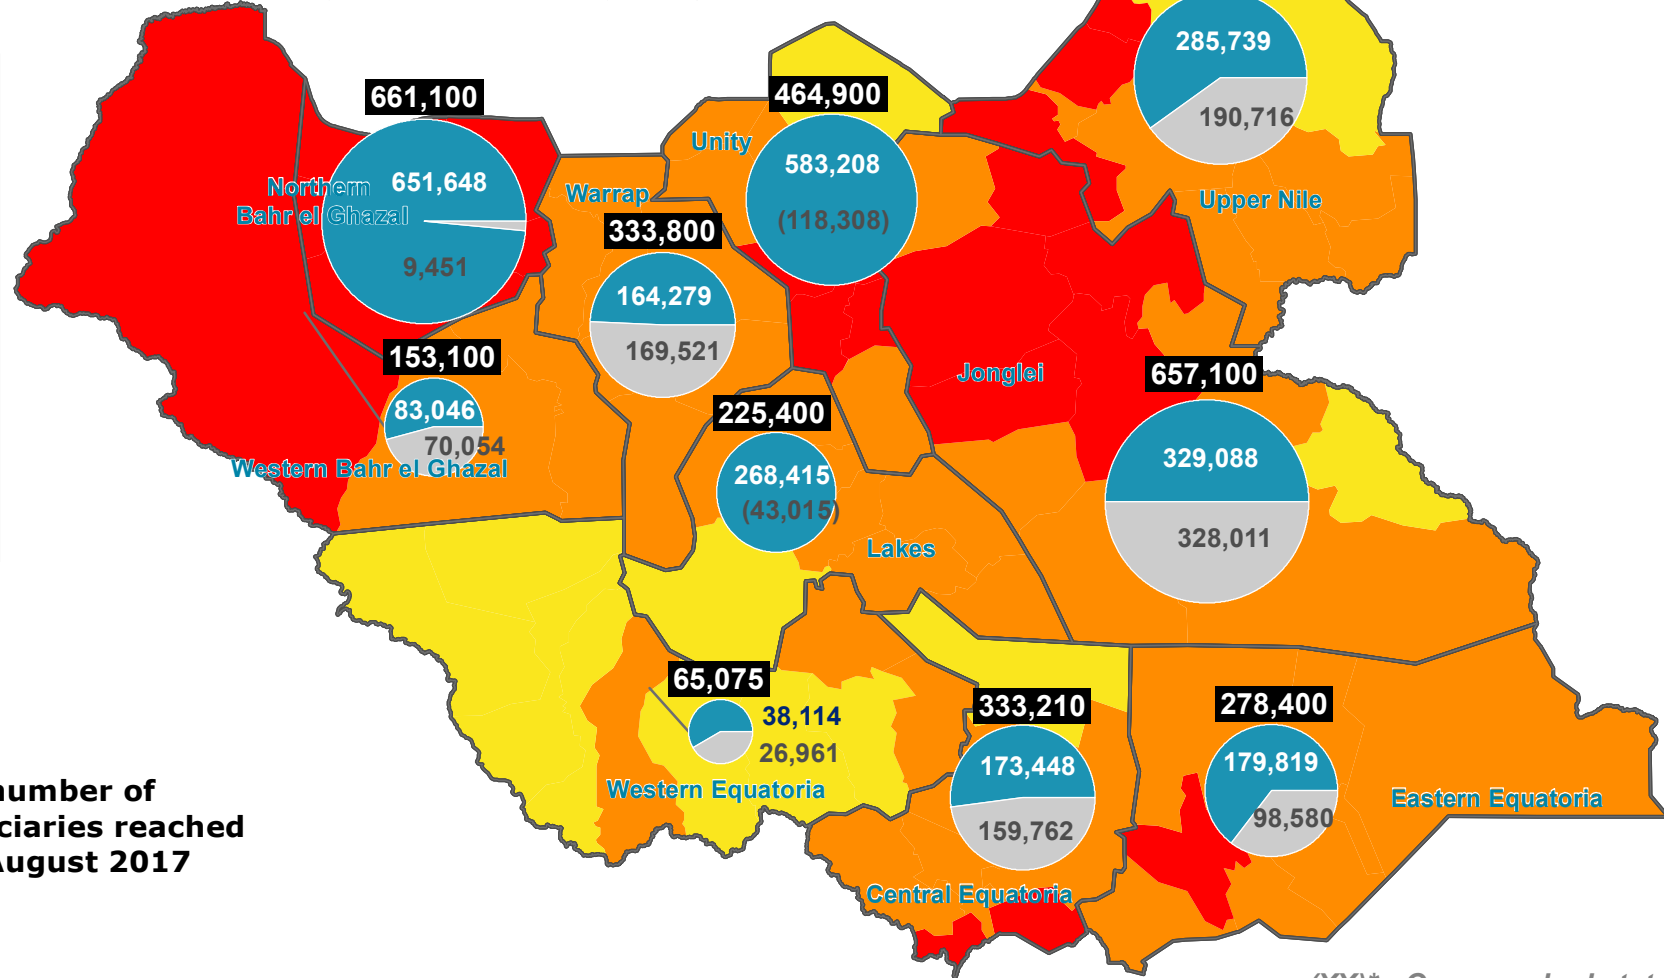 285,739
190,716
Upper Nile
661,100
Northern
Bahr el Ghazal
651,648
9,451
464,900
Unity
583,208
(118,308)
Warrap
333,800
164,279
169,521
153,100
83,046
70,054
Western Bahr el Ghazal
225,400
268,415
(43,015)
Lakes
Jonglei
657,100
329,088
328,011
65,075
38,114
26,961
Western Equatoria
333,210
173,448
159,762
Central Equatoria
278,400
179,819
98,580
Eastern Equatoria
number of
ciaries reached
August 2017